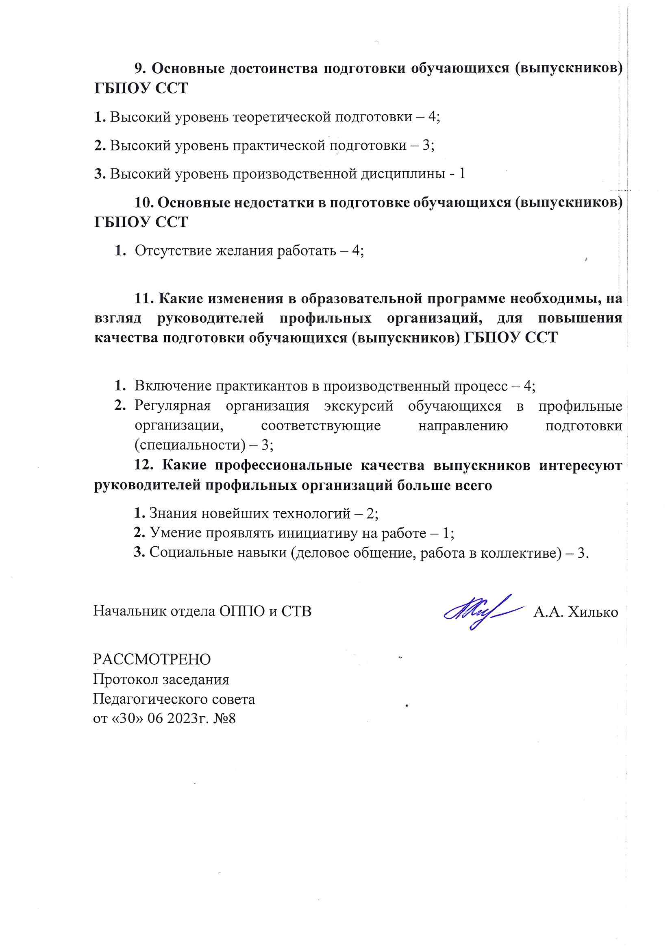 9. Основные достоинства подготовки обучающихся (выпускников)
ГБПОУ ССТ
1. Высокий уровень теоретической подготовки – 4;
2. Высокий уровень практической подготовки – 3;
3. Высокий уровень производственной дисциплины - 1
10. Основные недостатки в подготовке обучающихся (выпускников)
ГБПОУ ССТ
1. Отсутствие желания работать – 4;
11. Какие изменения в образовательной программе необходимы, на
взгляд руководителей профильных организаций, для повышения
качества подготовки обучающихся (выпускников) ГБПОУ ССТ
1. Включение практикантов в производственный процесс – 4;
2. Регулярная организация экскурсий обучающихся в профильные
организации, соответствующие направлению подготовки
(специальности) – 3;
12. Какие профессиональные качества выпускников интересуют
руководителей профильных организаций больше всего
1. Знания новейших технологий – 2;
2. Умение проявлять инициативу на работе – 1;
3. Социальные навыки (деловое общение, работа в коллективе) – 3.
Начальник отдела ОППО и СТВ А.А. Хилько
РАССМОТРЕНО
Протокол заседания
Педагогического совета
от «30» 06 2023г. №8